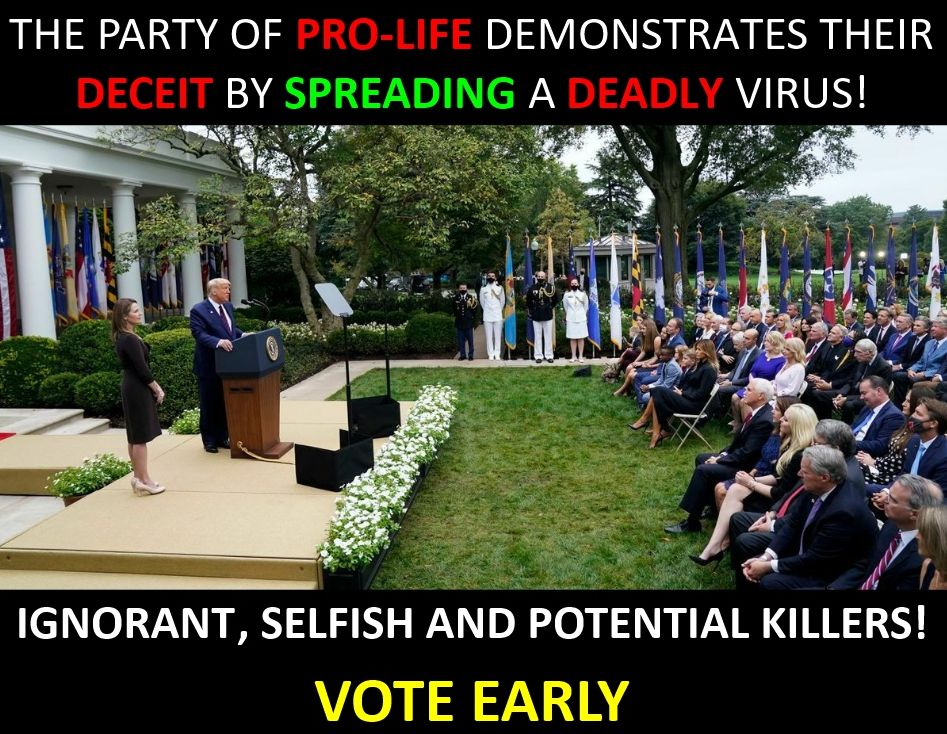 THE PARTY OF PRO-LIFE DEMONSTRATES THEIR
DECEIT BY SPREADING A DEADLY VIRUS!
IGNORANT, SELFISH AND POTENTIAL KILLERS!
VOTE EARLY